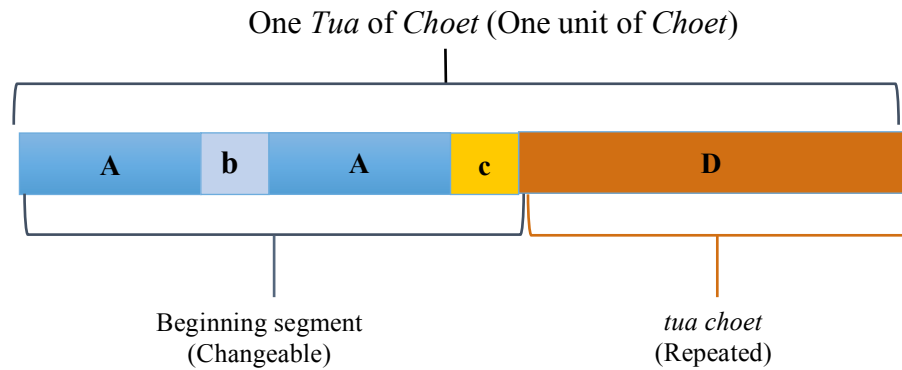 One Tua of Choet (One unit of Choet)
A b A c D
Beginning segment
(Changeable)
tua choet
(Repeated)